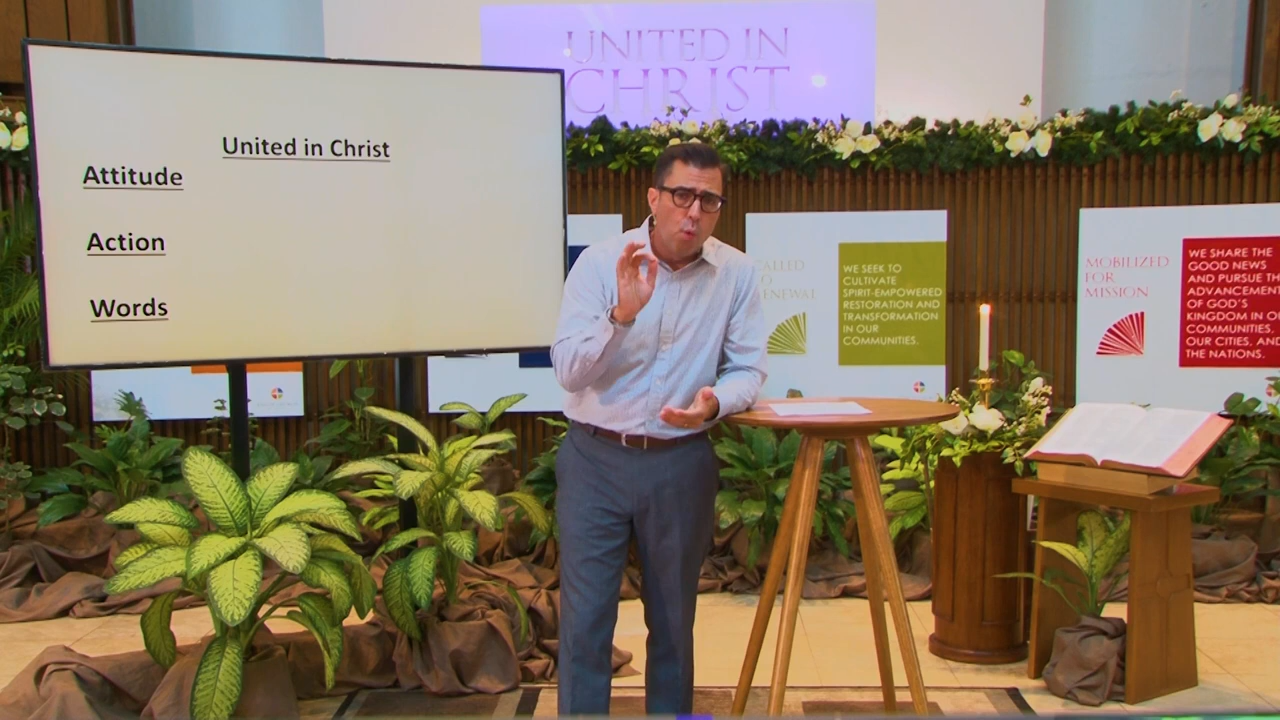 UNITED IN
CHRIST
United in Christ
Attitude
Action
Words
CALLED
TO
RENEWAL
WE SEEK TO
CULTIVATE
SPIRIT-EMPOWERED
RESTORATION AND
TRANSFORMATION
IN OUR
COMMUNITIES.
MOBILIZED
FOR
MISSION
WE SHARE THE
GOOD NEWS
AND PURSUE THE
ADVANCEMENT
OF GOD'S
KINGDOM IN OUR
COMMUNITIES,
OUR CITIES, AND
THE NATIONS.